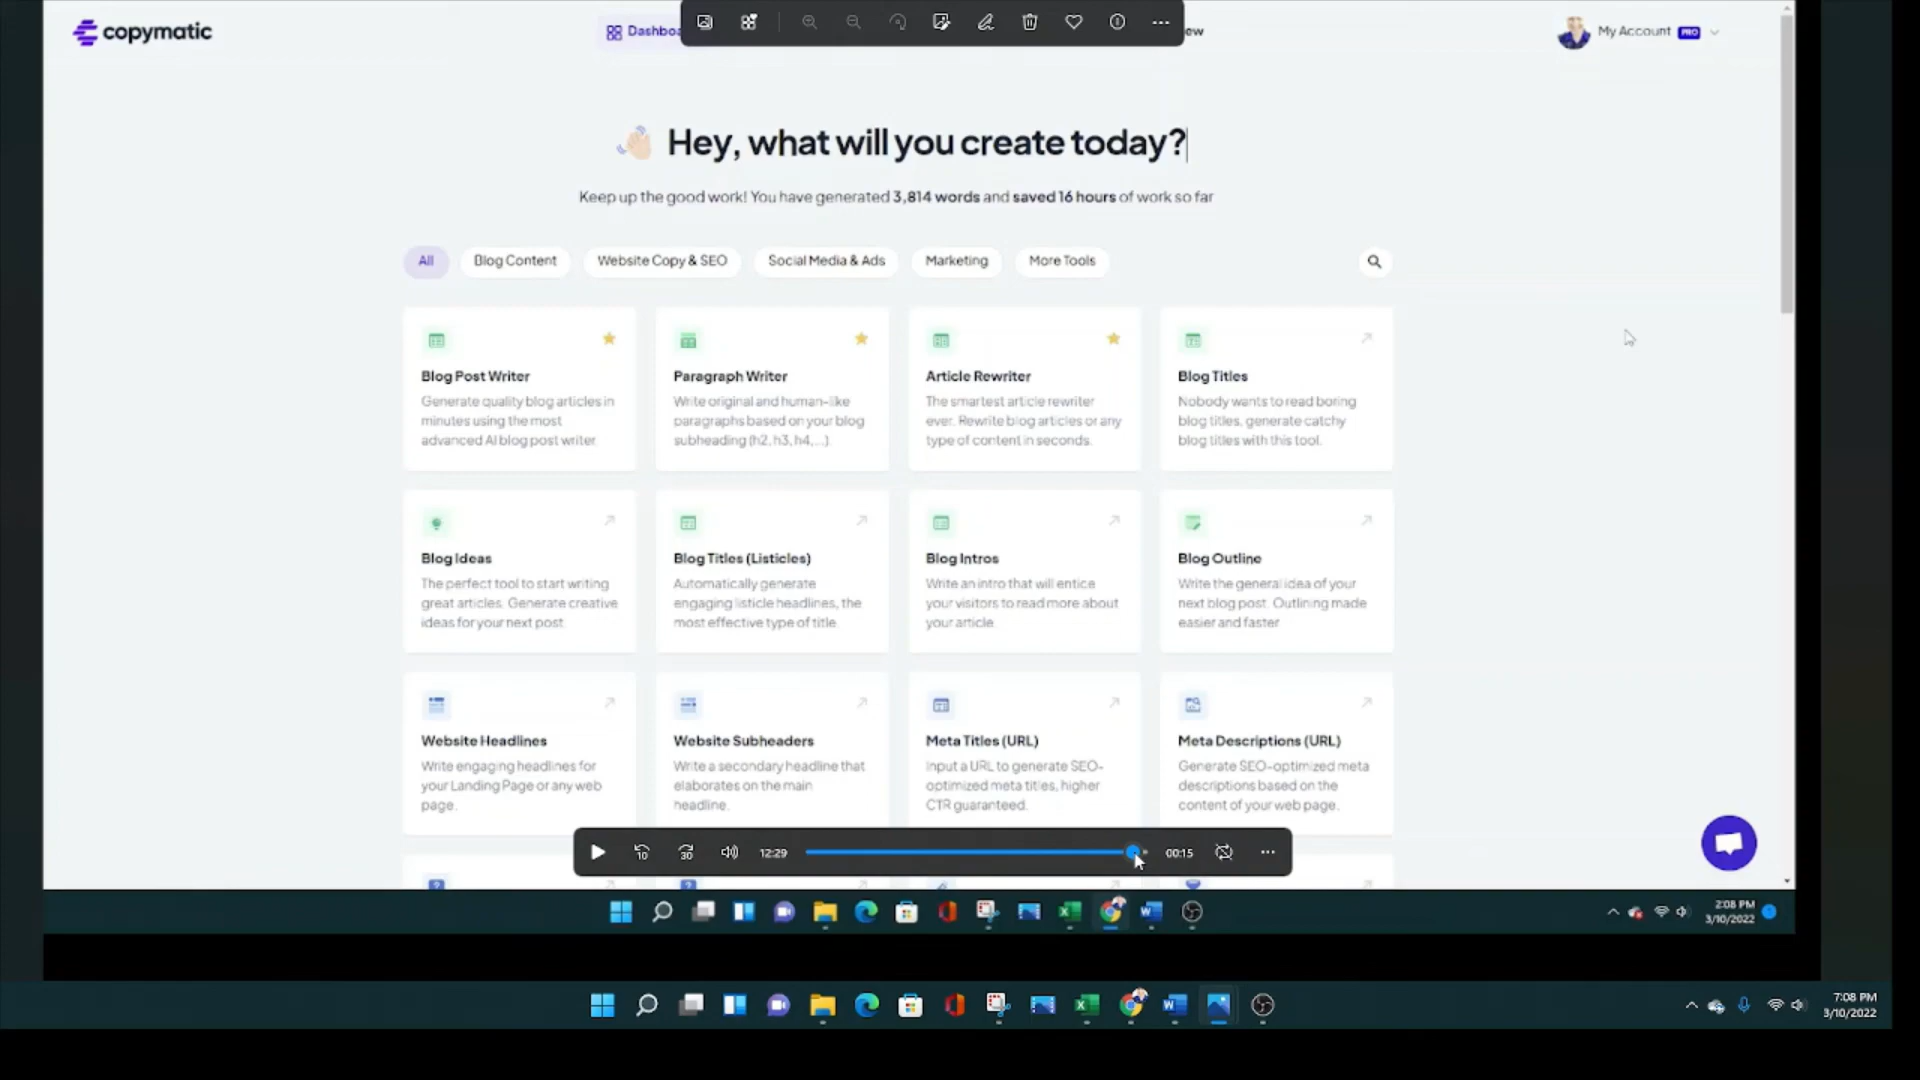 copymatic
Dashboa
ew
My Account PRO
Hey, what will you create today?
Keep up the good work! You have generated 3,814 words and saved 16 hours of work so far
All
Blog Content
Website Copy & SEO
Social Media & Ads
Marketing
More Tools
Blog Post Writer
Generate quality blog articles in
minutes using the most
advanced AI blog post writer.
Paragraph Writer
Write original and human-like
paragraphs based on your blog
subheading (h2, h3, h4,...).
Article Rewriter
The smartest article rewriter
ever. Rewrite blog articles or any
type of content in seconds.
Blog Titles
Nobody wants to read boring
blog titles, generate catchy
blog titles with this tool.
Blog Ideas
The perfect tool to start writing
great articles. Generate creative
ideas for your next post
Blog Titles (Listicles)
Automatically generate
engaging listicle headlines, the
most effective type of title
Blog Intros
Write an intro that will entice
your visitors to read more about
your article.
Blog Outline
Write the general idea of your
next blog post. Outlining made
easier and faster
Website Headlines
Write engaging headlines for
your Landing Page or any web
page.
Website Subheaders
Write a secondary headline that
elaborates on the main
headline.
Meta Titles (URL)
Input a URL to generate SEO-
optimized meta titles, higher
CTR guaranteed.
Meta Descriptions (URL)
Generate SEO-optimized meta
descriptions based on the
content of your web page.
10
30
12:29
00:15
2:08 PM
3/10/2022
7:08 PM
3/10/2022